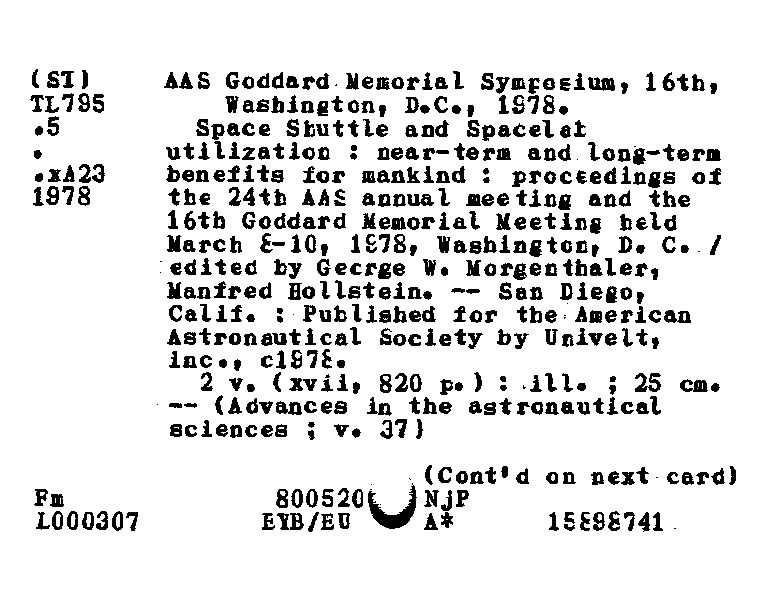 (ST) AAS Goddard Memorial Symposium, 16th,
TL795 Washington, D.C., 1978.
.5 Space Shuttle and Spacelab
. utilization : near-term and long-term
.xA23 benefits for mankind : proceedings of
1978 the 24th AAS annual meeting and the
16th Goddard Memorial Meeting held
March 8-10, 1978, Washington, D. C. /
edited by George W. Morgenthaler,
Manfred Hollstein. -- San Diego,
Calif. : Published for the American
Astronautical Society by Univelt,
inc., c1978.
2 v. (xvii, 820 p.) : ill. ; 25 cm.
-- (Advances in the astronautical
sciences ; v. 37)
(Cont'd on next card)
Fm NjP
L000307 EYB/EU A*